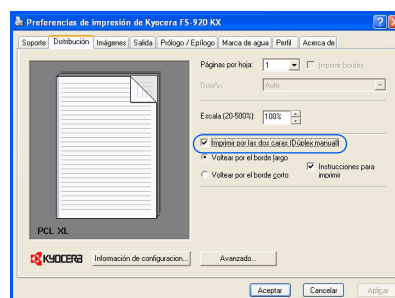 Preferencias de impresión de Kyocera FS-920 KX
Soporte Distribución Imágenes Salida Prólogo / Epílogo Marca de agua Perfil Acerca de
Páginas por hoja: 1 Imprimir bordes
Diseño: Auto
Escala (20-500%): 100%
Imprimir por las dos caras (Dúplex manual)
Voltear por el borde largo
Voltear por el borde corto
Instrucciones para
imprimir
PCL XL
KYOCERA Información de configuracion... Avanzado...
Aceptar Cancelar Aplicar